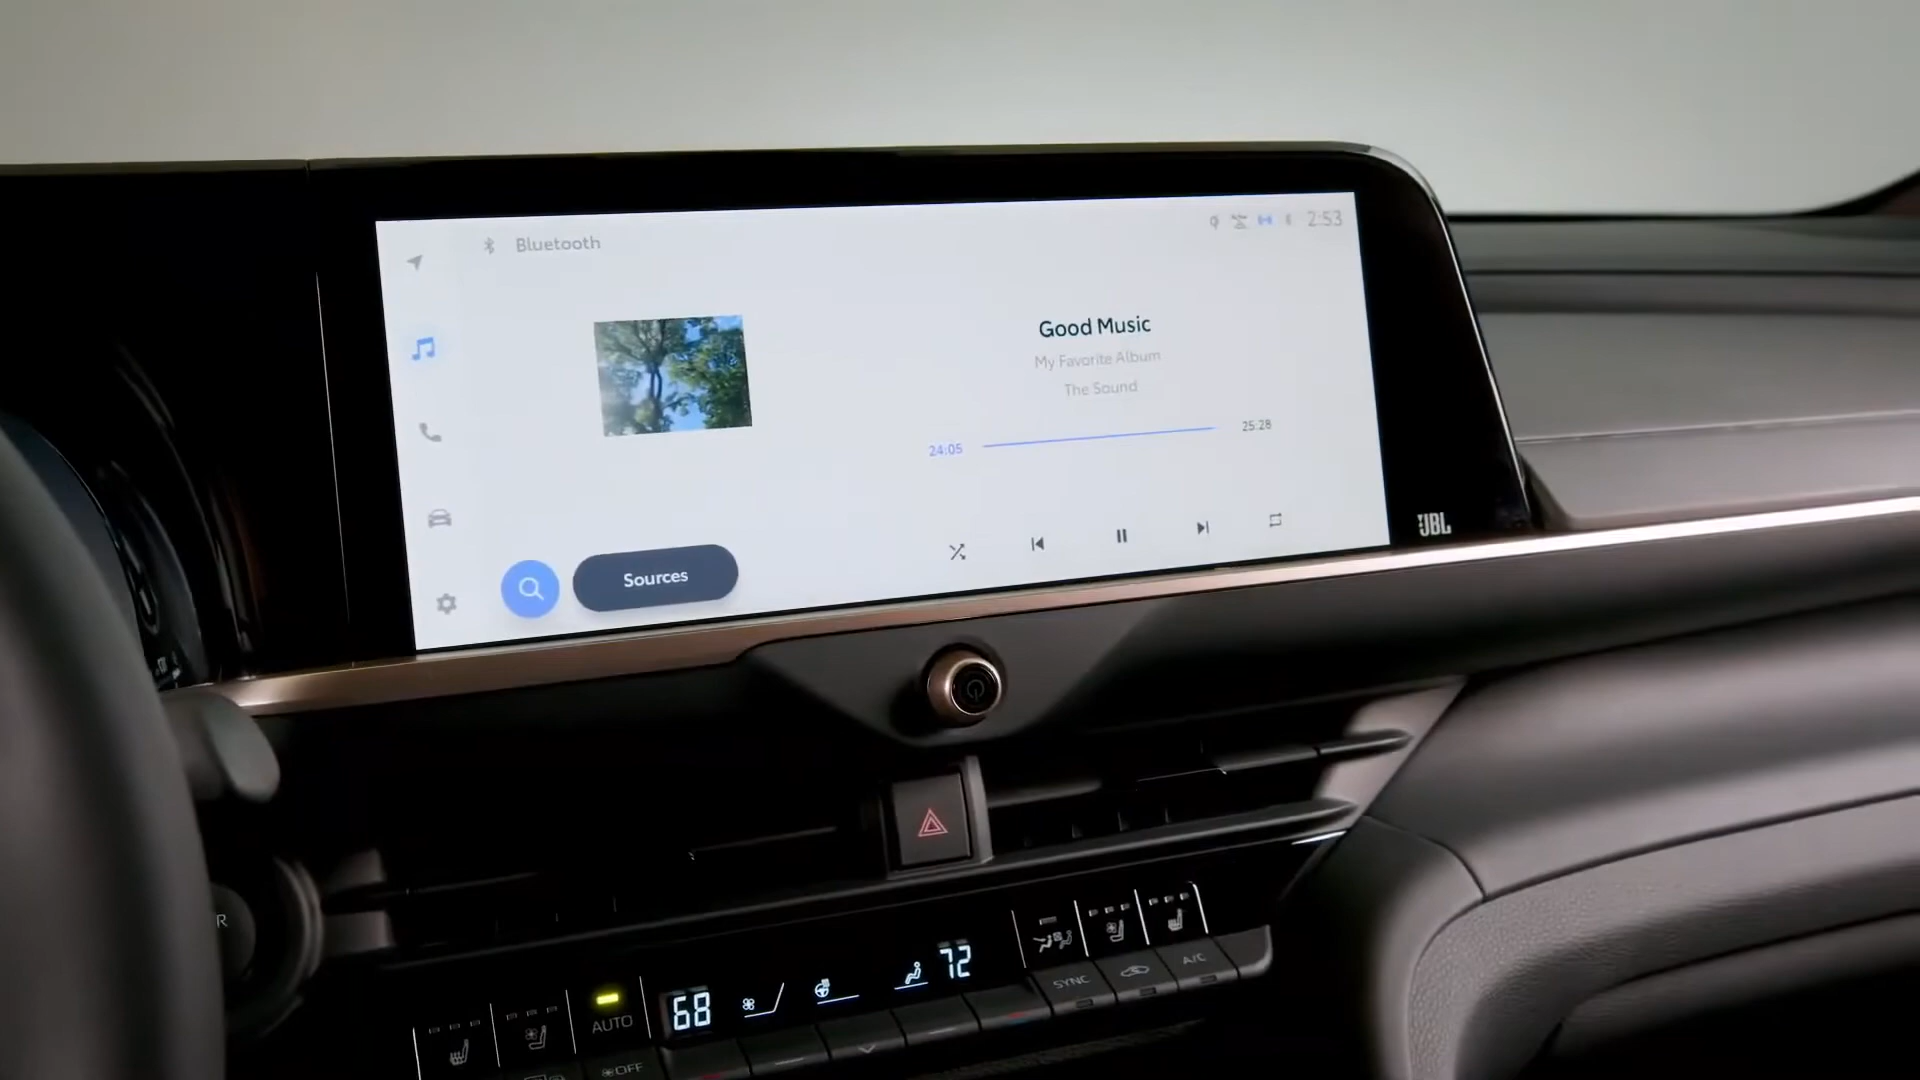 Bluetooth
2:53
Good Music
My Favorite Album
The Sound
24:05
25:28
Sources
JBL
R
72
SYNC
A/C
68
AUTO
OFF